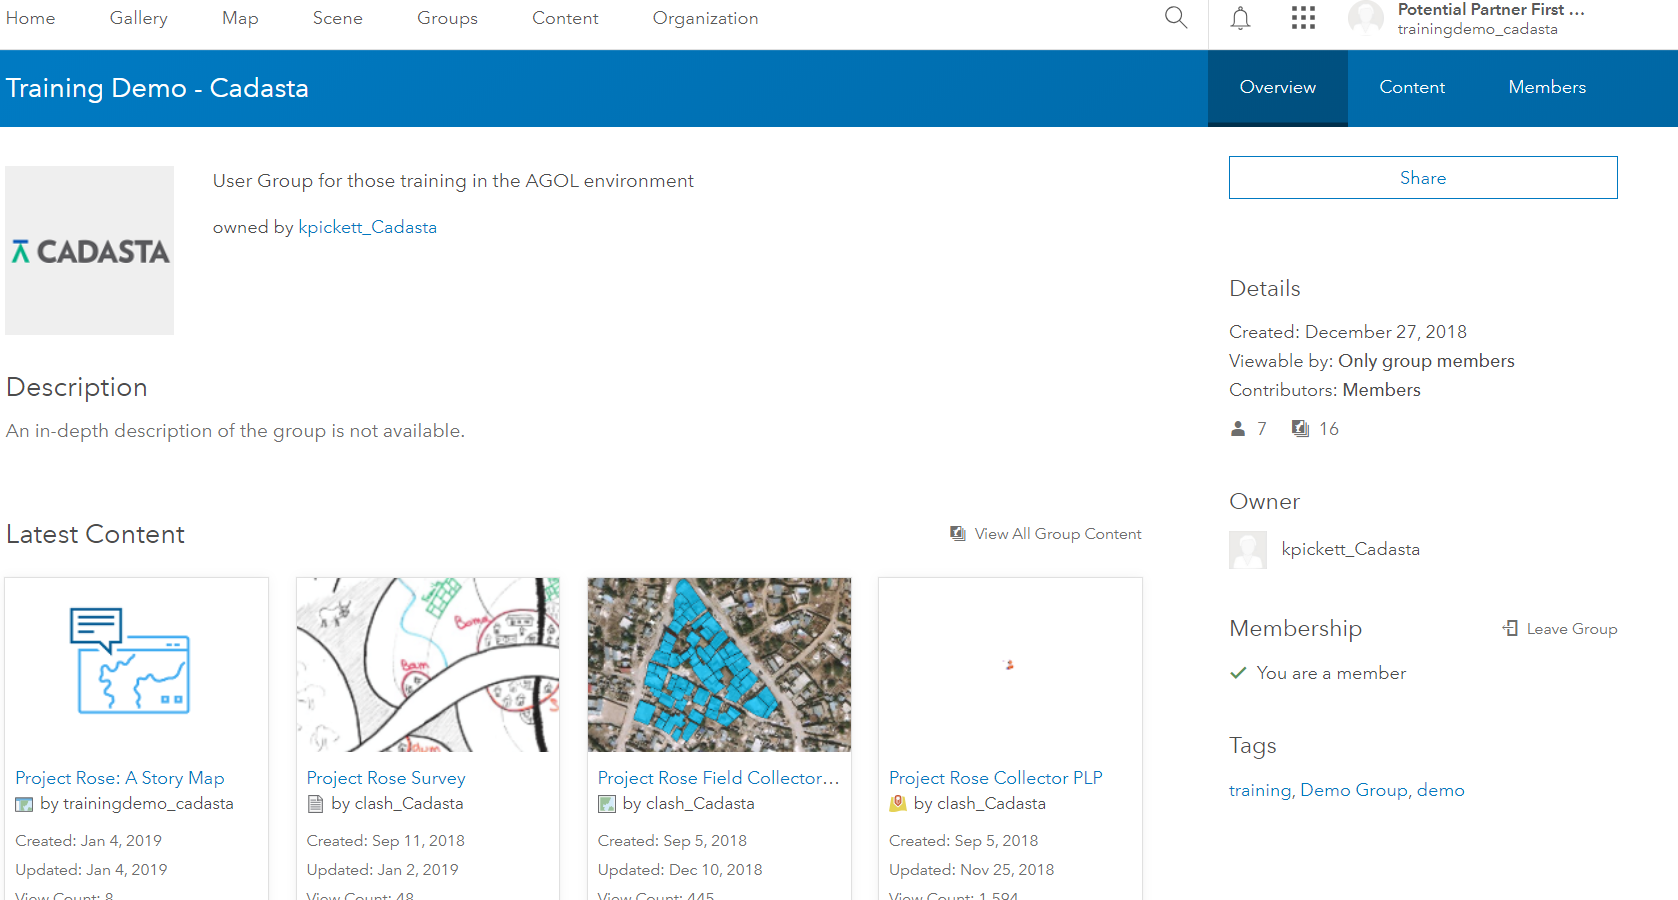 Home Gallery Map Scene Groups Content Organization
Potential Partner First ...
trainingdemo_cadasta
Training Demo - Cadasta
Overview Content Members
CADASTA
User Group for those training in the AGOL environment
owned by kpickett_Cadasta
Share
Description
An in-depth description of the group is not available.
Details
Created: December 27, 2018
Viewable by: Only group members
Contributors: Members
7 16
Owner
kpickett_Cadasta
Membership
Leave Group
You are a member
Tags
training, Demo Group, demo
Latest Content
View All Group Content
Boma
Bam
Project Rose: A Story Map
by trainingdemo_cadasta
Created: Jan 4, 2019
Updated: Jan 4, 2019
View Count: 8
Project Rose Survey
by clash_Cadasta
Created: Sep 11, 2018
Updated: Jan 2, 2019
View Count: 48
Project Rose Field Collector...
by clash_Cadasta
Created: Sep 5, 2018
Updated: Dec 10, 2018
View Count: 445
Project Rose Collector PLP
by clash_Cadasta
Created: Sep 5, 2018
Updated: Nov 25, 2018
View Count: 1,594